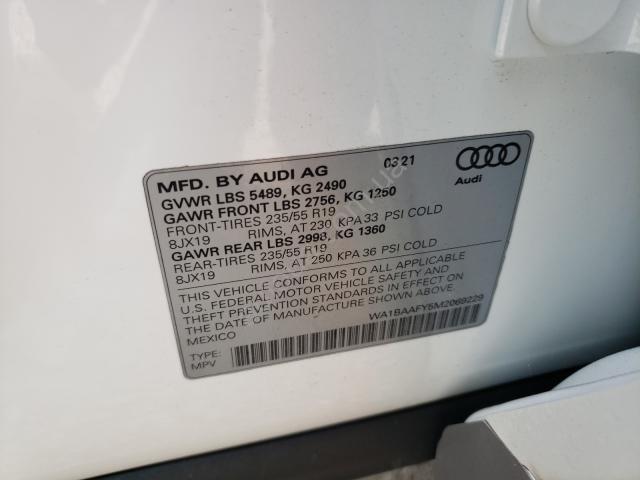 MFD. BY AUDI AG 03 21
GVWR LBS 5489, KG 2490
GAWR FRONT LBS 2756, KG 1250
FRONT-TIRES 235/55 R19
8JX19 RIMS, AT 230 KPA 33 PSI COLD
GAWR REAR LBS 2998, KG 1360
REAR-TIRES 235/55 R19
8JX19 RIMS, AT 250 KPA 36 PSI COLD
THIS VEHICLE CONFORMS TO ALL APPLICABLE
U.S. FEDERAL MOTOR VEHICLE SAFETY AND
THEFT PREVENTION STANDARDS IN EFFECT ON
THE DATE OF MANUFACTURE SHOWN ABOVE.
MEXICO
Audi
WA1BAAFY5M2069229
TYPE:
MPV